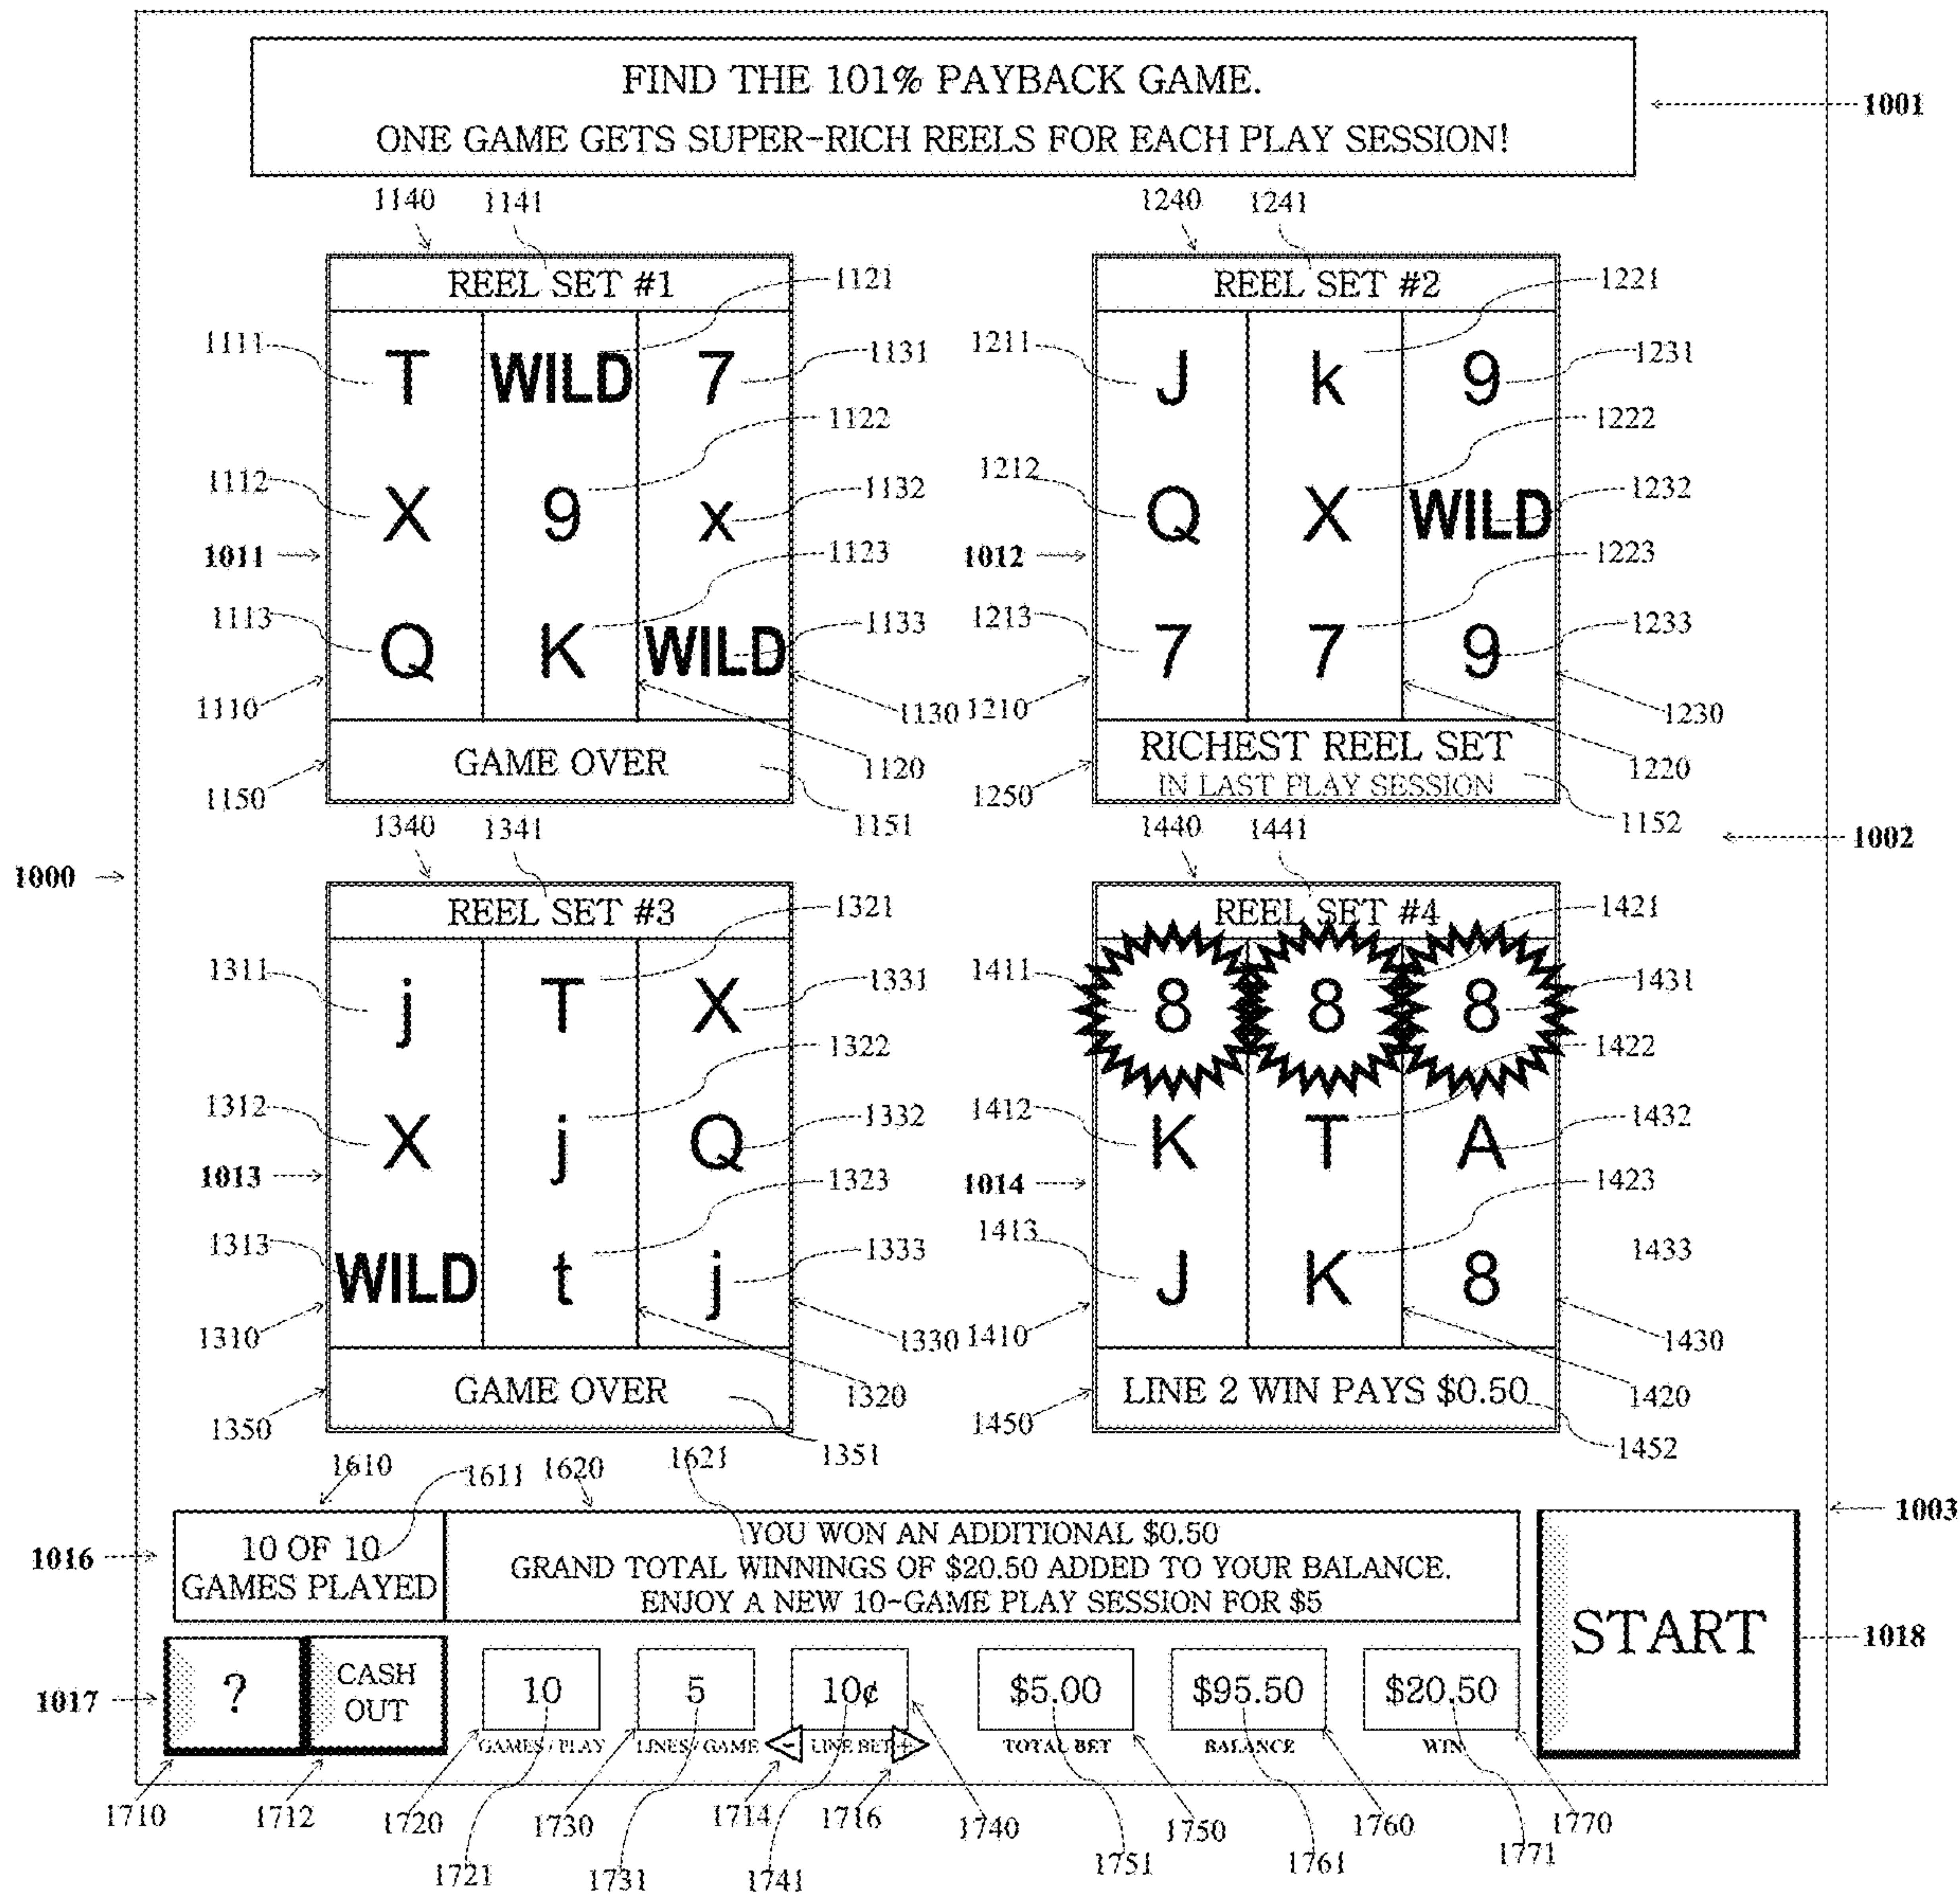 FIND THE 101% PAYBACK GAME.
1001
ONE GAME GETS SUPER-RICH REELS FOR EACH PLAY SESSION!
1140 1141 1240 1241
REEL SET #1 1121 REEL SET #2 1221
1111 T WILD 7 1131 1211 J k 9 1231
1122 1222
1112 X 9 x 1132 1212 Q X WILD 1232
1011 1123 1012 1223
1113 Q K WILD 1133 1213 7 7 9 1233
1110 1130 1210 1230
GAME OVER RICHEST REEL SET
1150 1120 1250 IN LAST PLAY SESSION 1220
1340 1341 1151 1440 1441 1152
1000 1002
REEL SET #3 1321 REEL SET #4 1421
1311 j T X 1331 1411 8 8 8 1431
1322 1422
1312 X j Q 1332 1412 K T A 1432
1013 1323 1014 1423
1313 WILD t j 1333 1413 J K 8 1433
1310 1330 1410 1430
GAME OVER LINE 2 WIN PAYS $0.50
1350 1320 1450 1420
1610 1611 1620 1621 1351 1452
1003
YOU WON AN ADDITIONAL $0.50
1016 10 OF 10 GRAND TOTAL WINNINGS OF $20.50 ADDED TO YOUR BALANCE.
GAMES PLAYED ENJOY A NEW 10-GAME PLAY SESSION FOR $5
START 1018
1017 ? CASH OUT 10 5 10¢ $5.00 $95.50 $20.50
GAMES / PLAY LINES / GAME - LINE BET + TOTAL BET BALANCE WIN
1710 1712 1720 1730 1714 1716 1740 1750 1760 1770
1721 1731 1741 1751 1761 1771